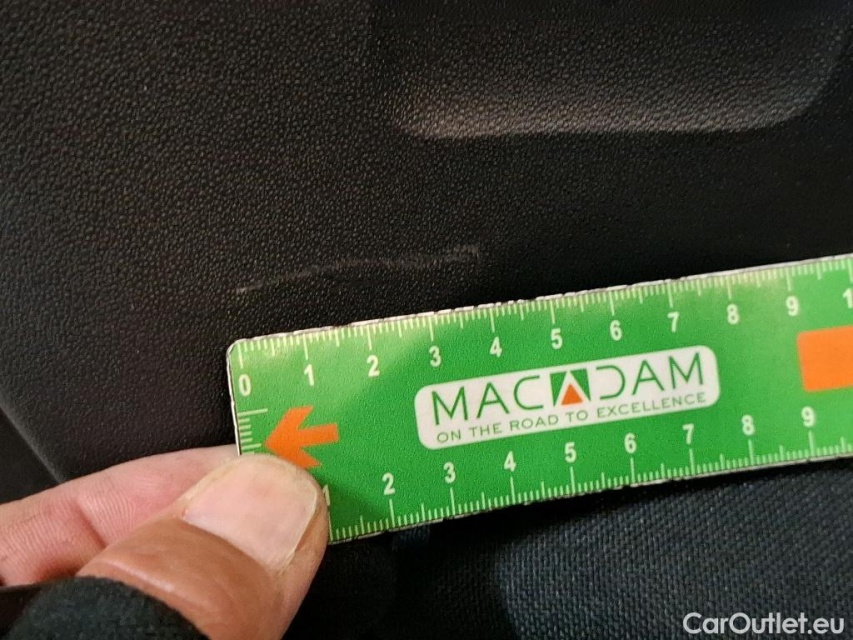 0 1 2 3 4 5 6 7 8 9 1
MACADAM
ON THE ROAD TO EXCELLENCE
2 3 4 5 6 7 8 9
CarOutlet.eu